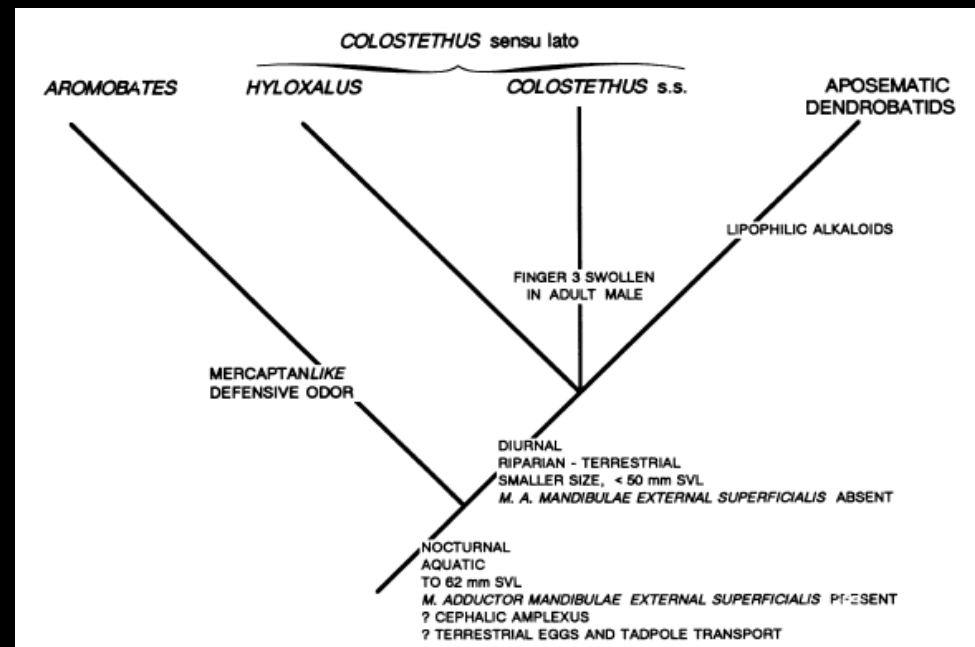 COLOSTETHUS sensu lato
AROMOBATES
HYLOXALUS
COLOSTETHUS s.s.
APOSEMATIC
DENDROBATIDS
LIPOPHILIC ALKALOIDS
FINGER 3 SWOLLEN
IN ADULT MALE
MERCAPTANLIKE
DEFENSIVE ODOR
DIURNAL
RIPARIAN - TERRESTRIAL
SMALLER SIZE, < 50 mm SVL
M. A. MANDIBULAE EXTERNAL SUPERFICIALIS ABSENT
NOCTURNAL
AQUATIC
TO 62 mm SVL
M. ADDUCTOR MANDIBULAE EXTERNAL SUPERFICIALIS PRESENT
? CEPHALIC AMPLEXUS
? TERRESTRIAL EGGS AND TADPOLE TRANSPORT